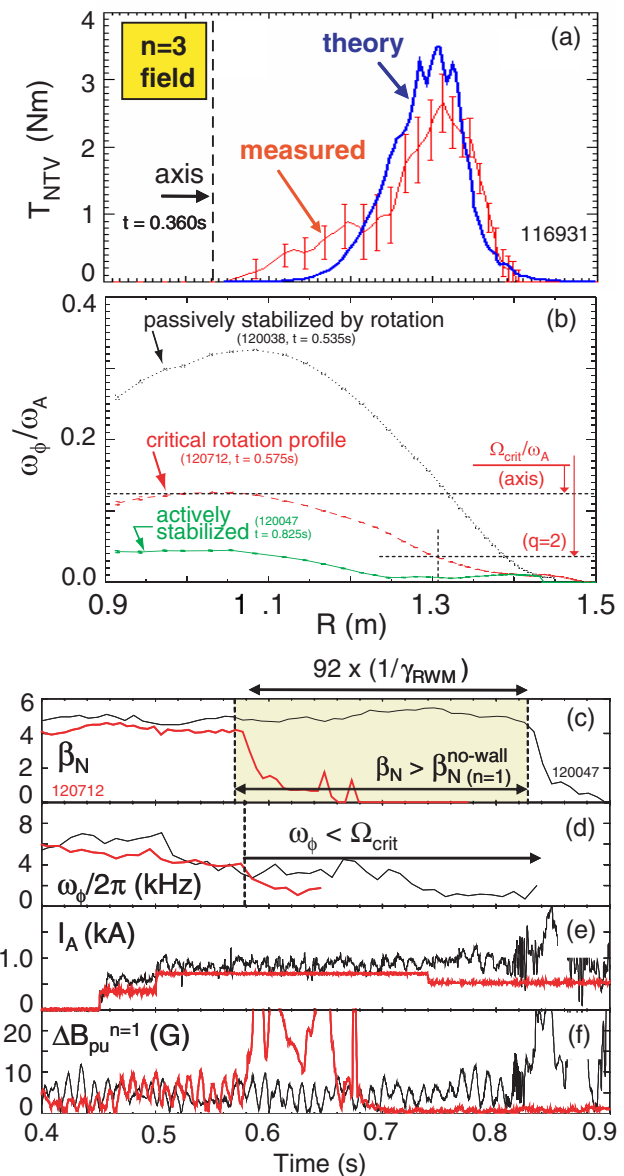 (a)
n=3
field
theory
measured
axis
t = 0.360s
116931
T_NTV (Nm)
4
3
2
1
0
(b)
passively stabilized by rotation
(120038, t = 0.535s)
critical rotation profile
(120712, t = 0.575s)
actively
stabilized
(120047
t = 0.825s)
Ω_crit/ω_A
(axis)
(q=2)
ω_ϕ/ω_A
0.4
0.2
0.0
0.9
1.1
1.3
1.5
R (m)
92 x (1/γ_RWM)
(c)
β_N
120712
β_N > β_N (n=1)^no-wall
120047
6
4
2
0
(d)
ω_ϕ < Ω_crit
ω_ϕ/2π (kHz)
8
4
0
(e)
I_A (kA)
1.0
0
(f)
ΔB_pu^n=1 (G)
20
10
0
0.4
0.5
0.6
0.7
0.8
0.9
Time (s)